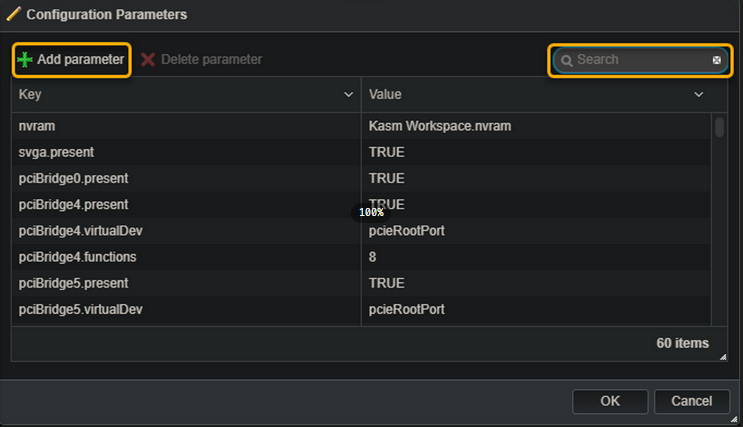 Configuration Parameters
Add parameter Delete parameter Search
Key Value
nvram Kasm Workspace.nvram
svga.present TRUE
pciBridge0.present TRUE
pciBridge4.present TRUE
100%
pciBridge4.virtualDev pcieRootPort
pciBridge4.functions 8
pciBridge5.present TRUE
pciBridge5.virtualDev pcieRootPort
60 items
OK Cancel